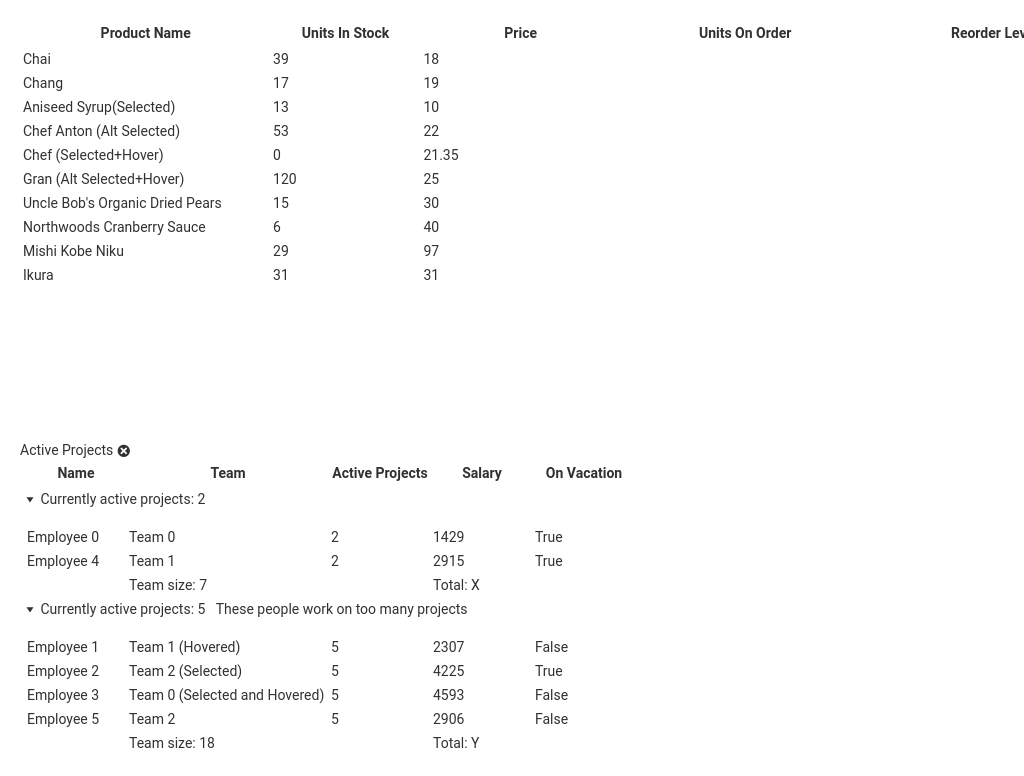 Product Name Units In Stock Price Units On Order Reorder Lev
Chai 39 18
Chang 17 19
Aniseed Syrup(Selected) 13 10
Chef Anton (Alt Selected) 53 22
Chef (Selected+Hover) 0 21.35
Gran (Alt Selected+Hover) 120 25
Uncle Bob's Organic Dried Pears 15 30
Northwoods Cranberry Sauce 6 40
Mishi Kobe Niku 29 97
Ikura 31 31
Active Projects
Name Team Active Projects Salary On Vacation
Currently active projects: 2
Employee 0 Team 0 2 1429 True
Employee 4 Team 1 2 2915 True
Team size: 7 Total: X
Currently active projects: 5 These people work on too many projects
Employee 1 Team 1 (Hovered) 5 2307 False
Employee 2 Team 2 (Selected) 5 4225 True
Employee 3 Team 0 (Selected and Hovered) 5 4593 False
Employee 5 Team 2 5 2906 False
Team size: 18 Total: Y